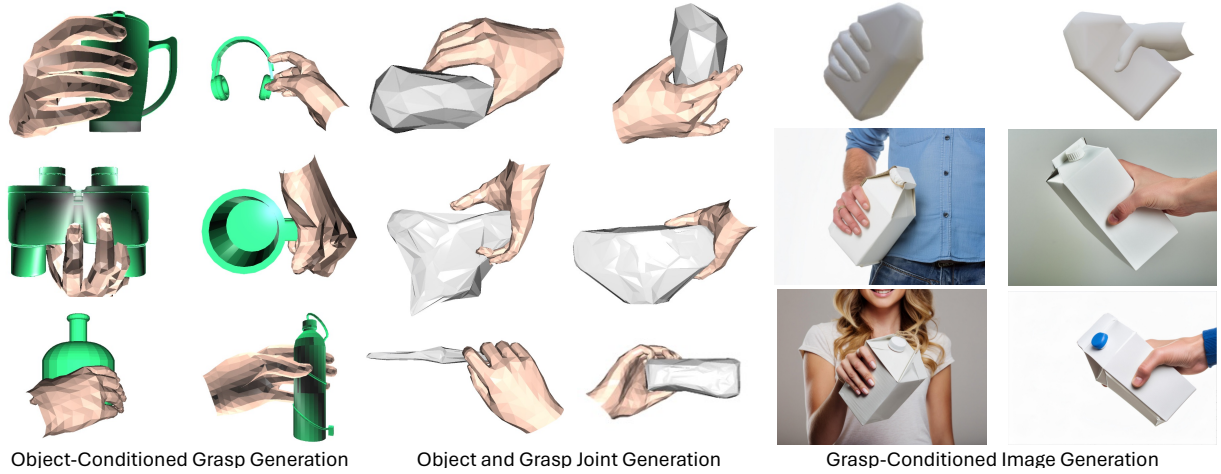 Object-Conditioned Grasp Generation
Object and Grasp Joint Generation
Grasp-Conditioned Image Generation